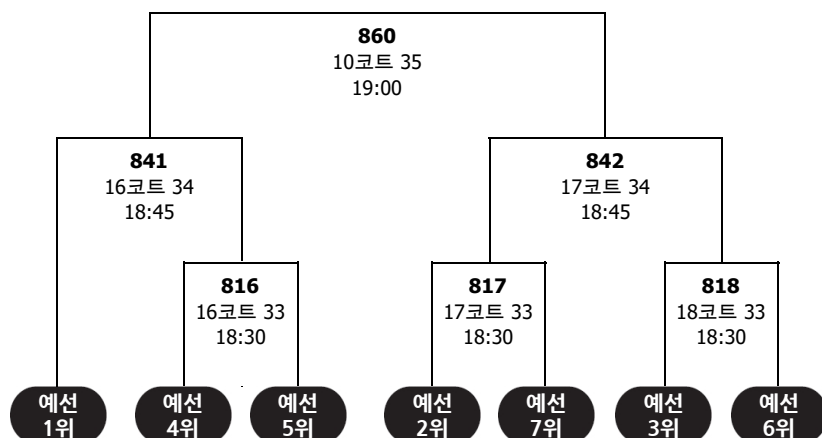 860
10코트 35
19:00
841
16코트 34
18:45
842
17코트 34
18:45
816
16코트 33
18:30
817
17코트 33
18:30
818
18코트 33
18:30
예선
1위
예선
4위
예선
5위
예선
2위
예선
7위
예선
3위
예선
6위